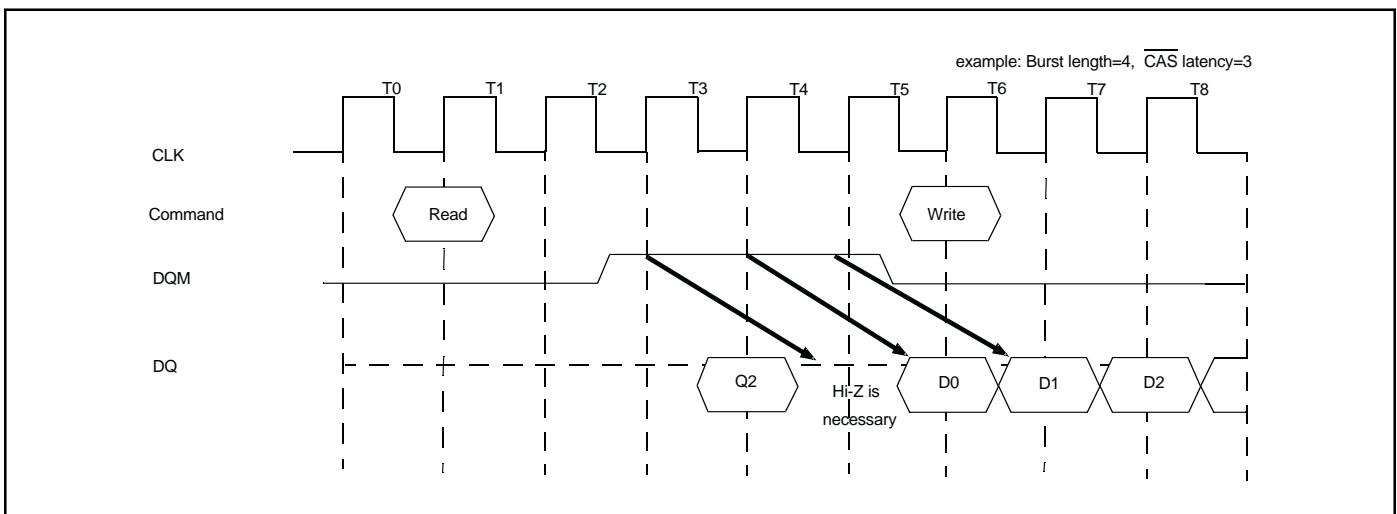 example: Burst length=4, CAS latency=3
T0 T1 T2 T3 T4 T5 T6 T7 T8
CLK
Command Read Write
DQM
DQ Q2 D0 D1 D2
Hi-Z is
necessary